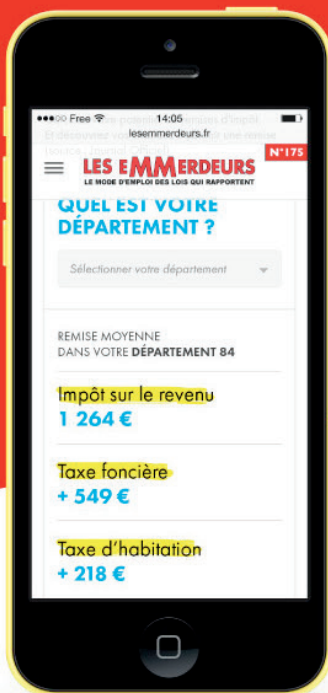 Free 14:05
lesemmerdeurs.fr
N°175
LES EMMERDEURS
LE MODE D'EMPLOI DES LOIS QUI RAPPORTENT
QUEL EST VOTRE
DÉPARTEMENT ?
Sélectionner votre département
REMISE MOYENNE
DANS VOTRE DÉPARTEMENT 84
Impôt sur le revenu
1 264 €
Taxe foncière
+ 549 €
Taxe d'habitation
+ 218 €